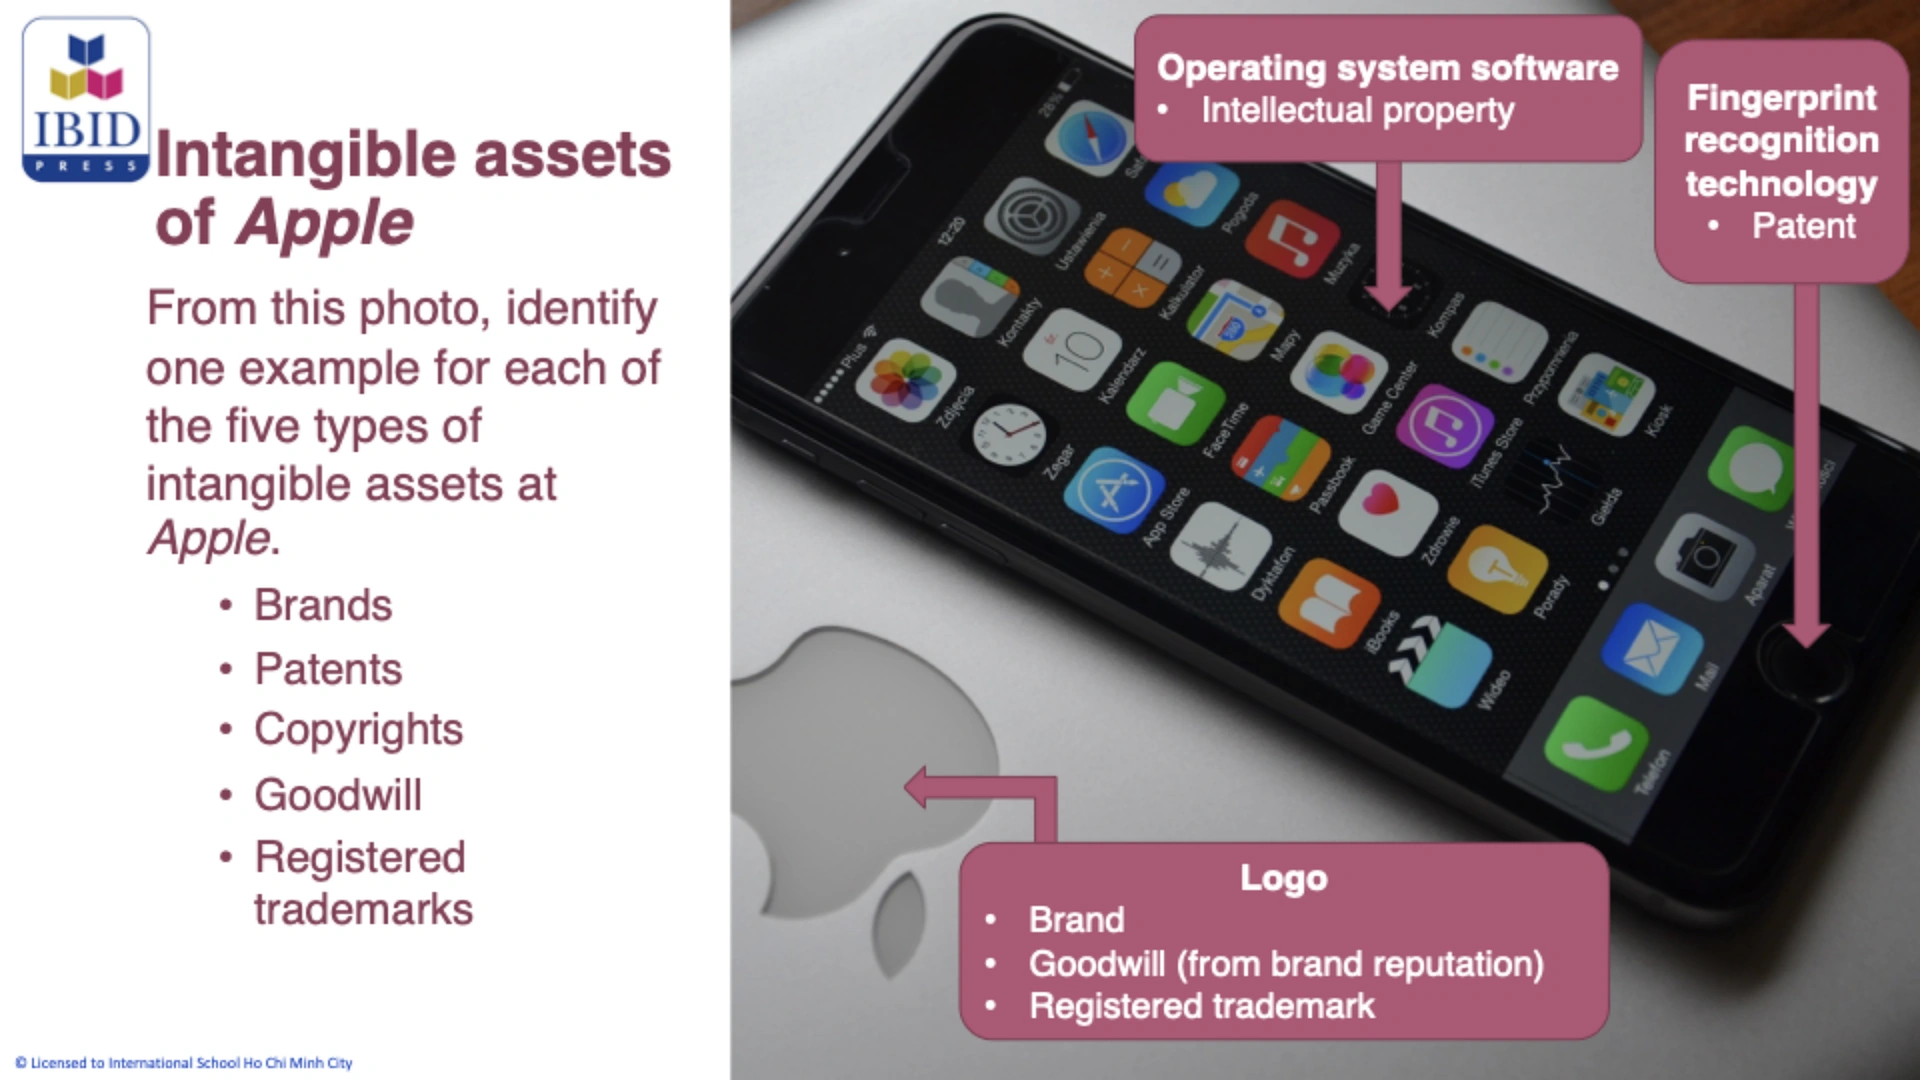 IBID
PRESS
Intangible assets
of Apple
From this photo, identify
one example for each of
the five types of
intangible assets at
Apple.
• Brands
• Patents
• Copyrights
• Goodwill
• Registered
trademarks
© Licensed to International School Ho Chi Minh City
Operating system software
• Intellectual property
Fingerprint
recognition
technology
• Patent
Logo
• Brand
• Goodwill (from brand reputation)
• Registered trademark
Plus
12:20
28%
Zdjęcia
Kontakty
Ustawienia
Zegar
Kalendarz
Kalkulator
Pogoda
App Store
FaceTime
Mapy
Muzyka
Dyktafon
Passbook
Game Center
Kompas
iBooks
Zdrowie
iTunes Store
Przypomnienia
Wideo
Porady
Giełda
Kiosk
Telefon
Mail
Aparat
10